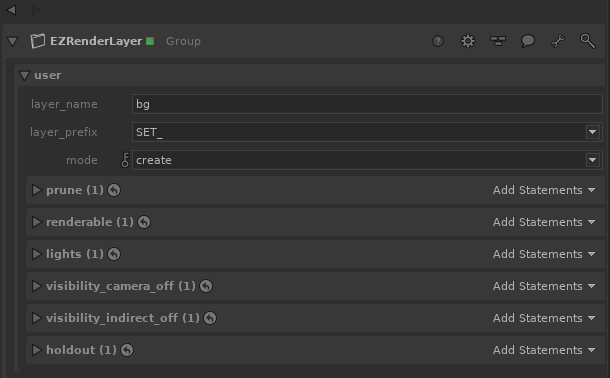 EZRenderLayer Group ?
user
layer_name bg
layer_prefix SET_
mode create
prune (1) Add Statements
renderable (1) Add Statements
lights (1) Add Statements
visibility_camera_off (1) Add Statements
visibility_indirect_off (1) Add Statements
holdout (1) Add Statements